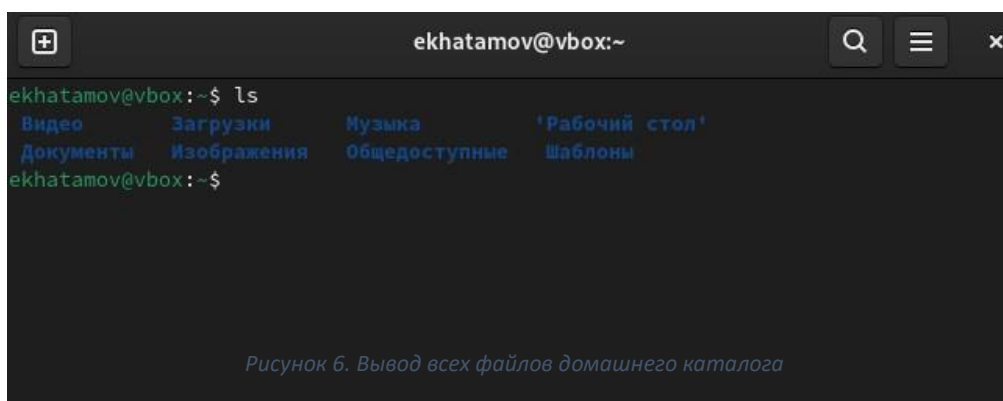 ekhatamov@vbox:~
ekhatamov@vbox:~$ ls
Видео Загрузки Музыка 'Рабочий стол'
Документы Изображения Общедоступные Шаблоны
ekhatamov@vbox:~$
Рисунок 6. Вывод всех файлов домашнего каталога